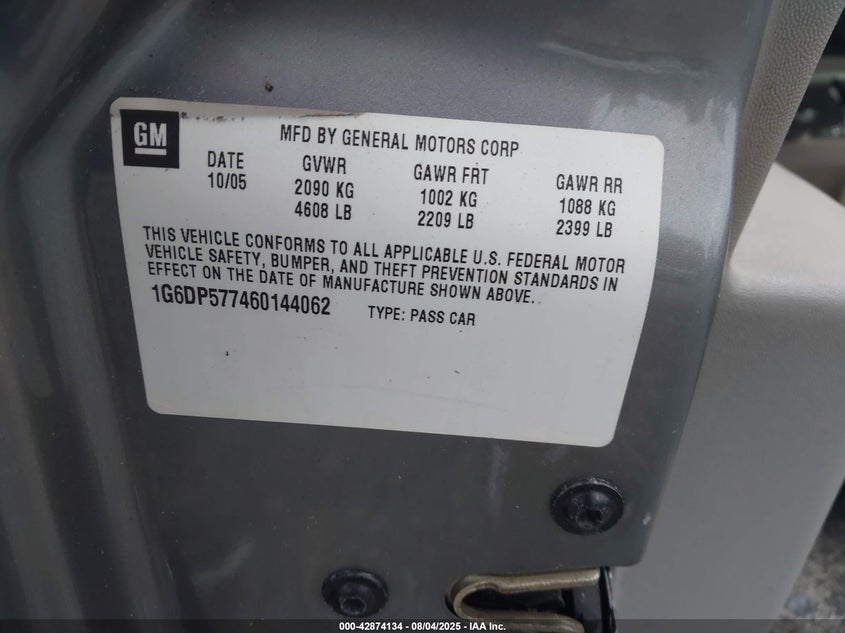 GM
MFD BY GENERAL MOTORS CORP
DATE GVWR GAWR FRT GAWR RR
10/05 2090 KG 1002 KG 1088 KG
4608 LB 2209 LB 2399 LB
THIS VEHICLE CONFORMS TO ALL APPLICABLE U.S. FEDERAL MOTOR
VEHICLE SAFETY, BUMPER, AND THEFT PREVENTION STANDARDS IN
EFFECT ON THE DATE OF MANUFACTURE SHOWN ABOVE.
1G6DP577460144062 TYPE: PASS CAR
000-42874134 | 08/04/2025 - IAA Inc.